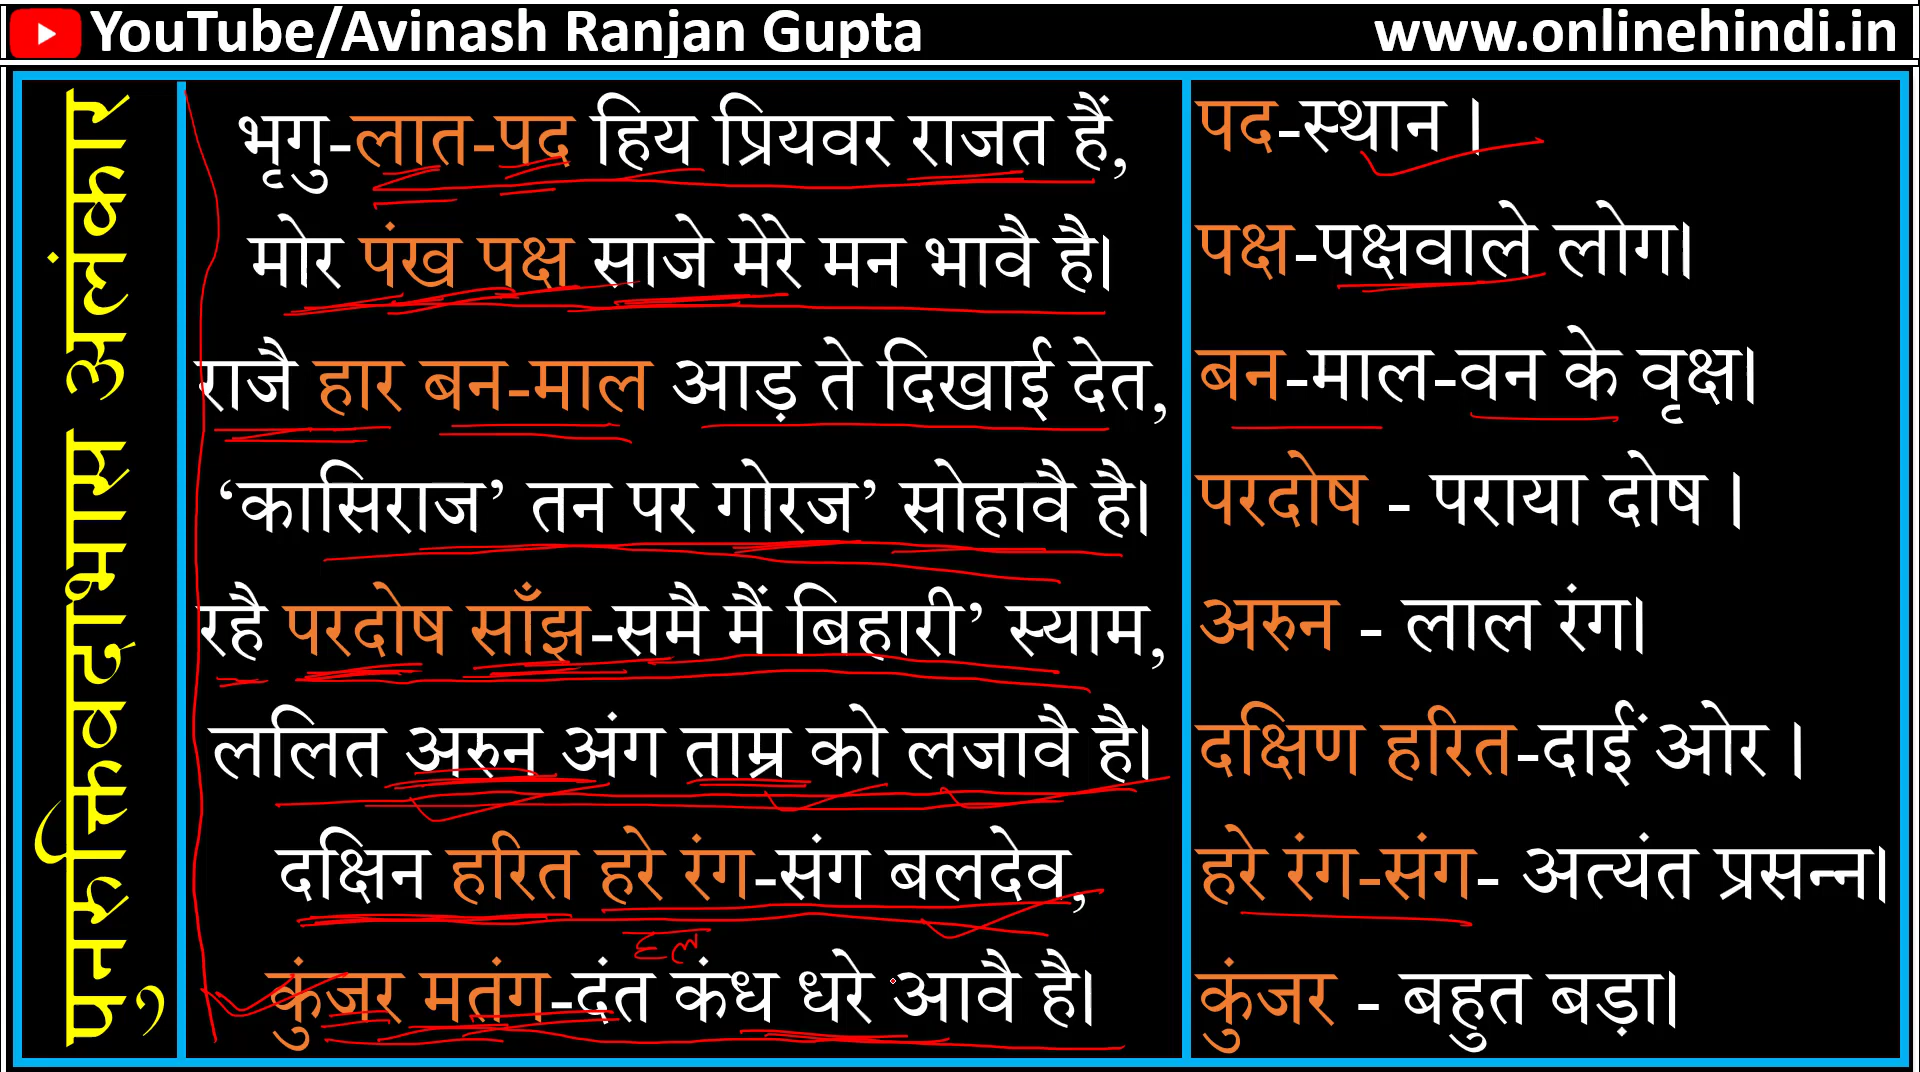 YouTube/Avinash Ranjan Gupta
www.onlinehindi.in
पुनरुक्तिवदाभास अलंकार
भृगु-लात-पद हिय प्रियवर राजत हैं,
मोर पंख पक्ष साजे मेरे मन भावै है।
राजै हार बन-माल आड़ ते दिखाई देत,
‘कासिराज’ तन पर गोरज’ सोहावै है।
रहै परदोष साँझ-समै मैं बिहारी’ स्याम,
ललित अरुन अंग ताम्र को लजावै है।
दक्षिन हरित हरे रंग-संग बलदेव,
कुंजर मतंग-दंत कंध धरे आवै है।
पद-स्थान ।
पक्ष-पक्षवाले लोग।
बन-माल-वन के वृक्ष।
परदोष - पराया दोष ।
अरुन - लाल रंग।
दक्षिण हरित-दाईं ओर ।
हरे रंग-संग- अत्यंत प्रसन्न।
कुंजर - बहुत बड़ा।